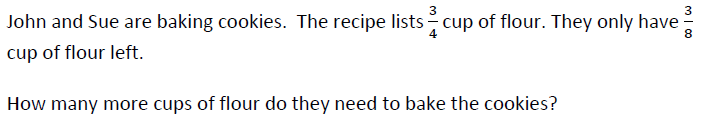 John and Sue are baking cookies.  The recipe lists 3/4 cup of flour. They only have 3/8
cup of flour left.
How many more cups of flour do they need to bake the cookies?